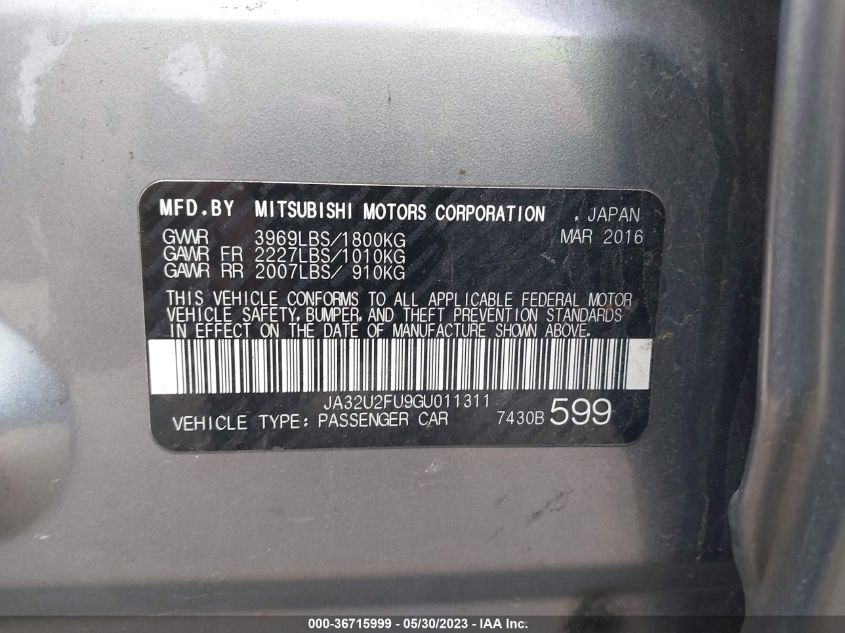 MFD.BY MITSUBISHI MOTORS CORPORATION , JAPAN
GVWR 3969LBS/1800KG MAR 2016
GAWR FR 2227LBS/1010KG
GAWR RR 2007LBS/ 910KG
THIS VEHICLE CONFORMS TO ALL APPLICABLE FEDERAL MOTOR
VEHICLE SAFETY, BUMPER, AND THEFT PREVENTION STANDARDS
IN EFFECT ON THE DATE OF MANUFACTURE SHOWN ABOVE.
JA32U2FU9GU011311
VEHICLE TYPE: PASSENGER CAR 7430B 599
000-36715999 - 05/30/2023 - © IAA, Inc.